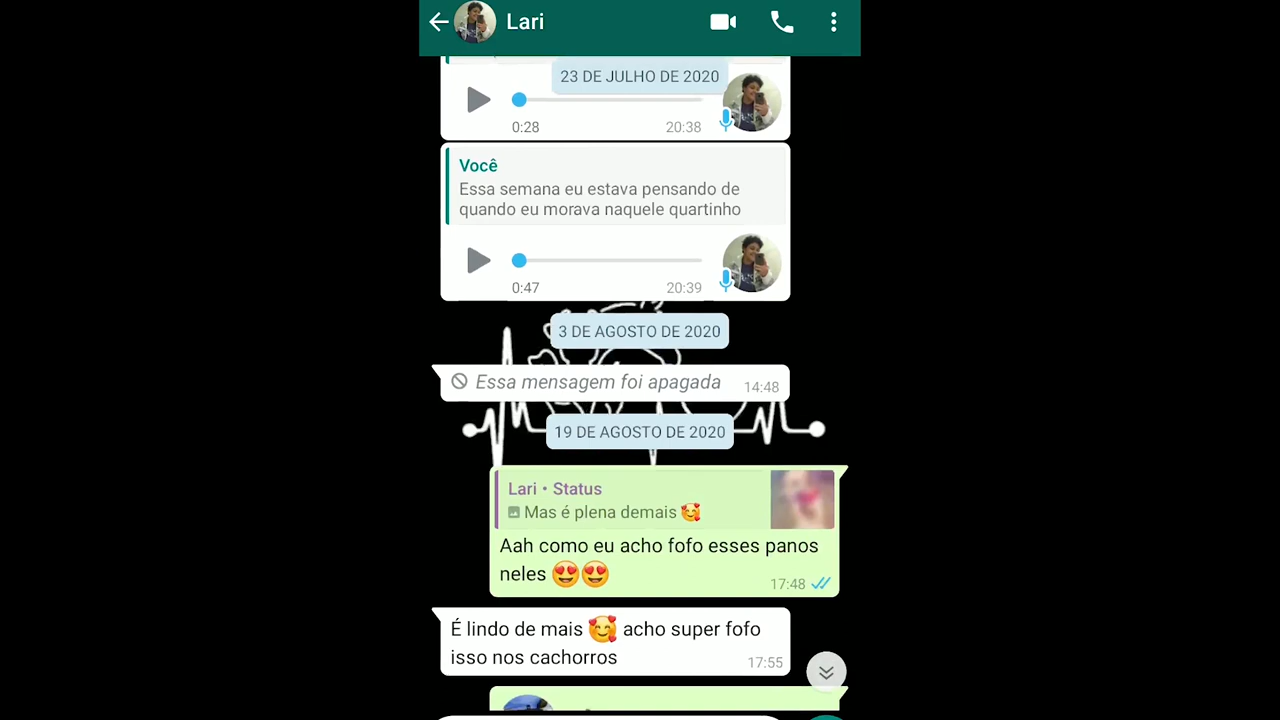 Lari
23 DE JULHO DE 2020
0:28 20:38
Você
Essa semana eu estava pensando de
quando eu morava naquele quartinho
0:47 20:39
3 DE AGOSTO DE 2020
Essa mensagem foi apagada 14:48
19 DE AGOSTO DE 2020
Lari • Status
Mas é plena demais 🥰
Aah como eu acho fofo esses panos
neles 😍😍 17:48
É lindo de mais 🥰 acho super fofo
isso nos cachorros 17:55